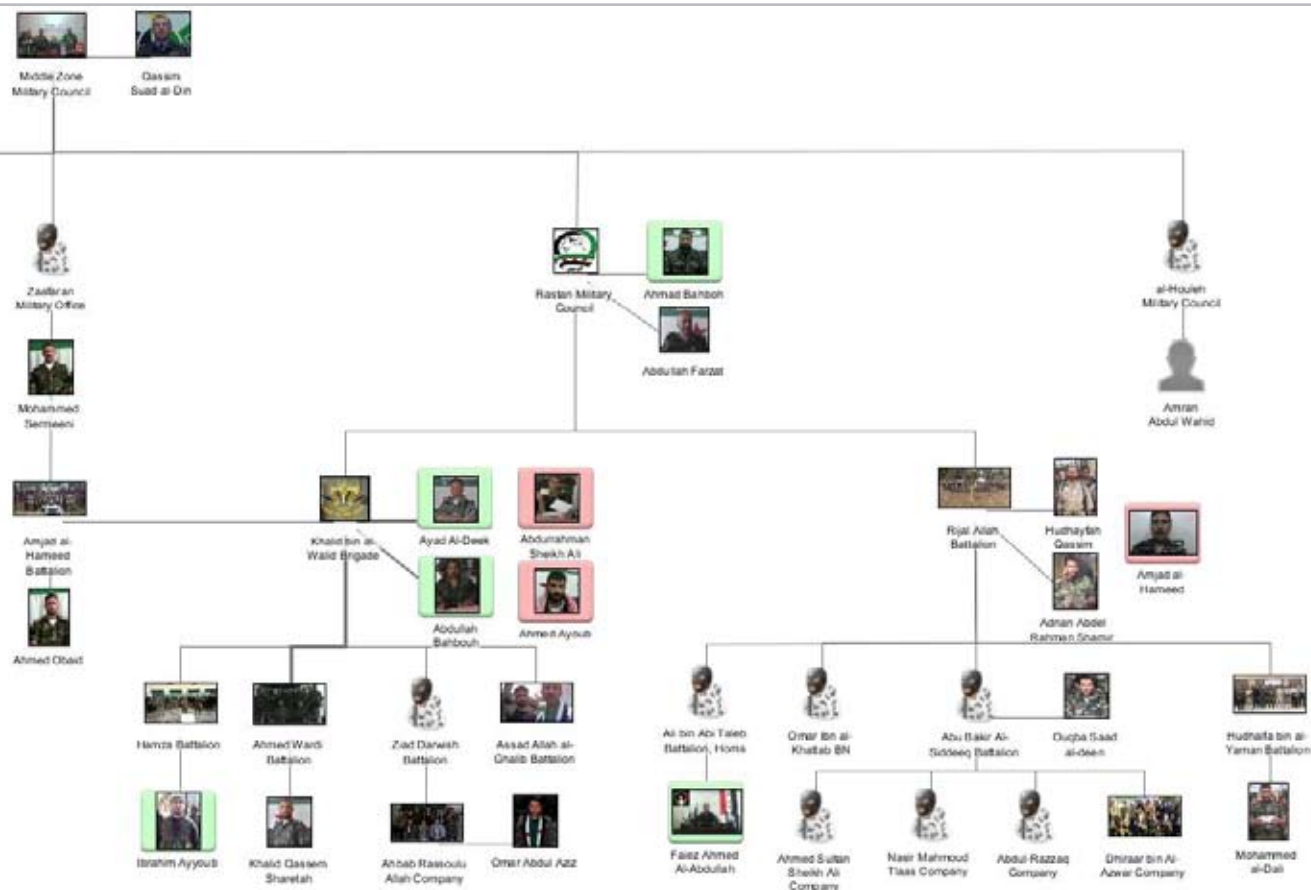 Middle Zone
Military Council
Qassim
Suad al-Din
Zaafaran
Military Office
Rastan Military
Council
Ahmad Bahboh
al-Houleh
Military Council
Abdullah Farzat
Mohammed
Sermeeni
Amran
Abdul Wahid
Amjad al-
Hameed
Battalion
Khalid bin al-
Walid Brigade
Ayad Al-Deek
Abdurrahman
Sheikh Ali
Rijal Allah
Battalion
Hudhayfah
Qassim
Amjad al-
Hameed
Abdullah
Bahbouh
Ahmed Ayoub
Adnan Abdel
Rahman Shamir
Ahmed Obaid
Hamza Battalion
Ahmed Wardi
Battalion
Ziad Darwish
Battalion
Assad Allah al-
Ghalib Battalion
Ali bin Abi Taleb
Battalion, Homs
Omar ibn al-
Khattab BN
Abu Bakir Al-
Siddeeq Battalion
Ouqba Saad
al-deen
Hudhaifa bin al-
Yaman Battalion
Ibrahim Ayyoub
Khalid Qassem
Sharetah
Ahbab Rassoulu
Allah Company
Omar Abdul Aziz
Faiez Ahmed
Al-Abdullah
Ahmed Sultan
Sheikh Ali
Company
Nasir Mahmoud
Tlaas Company
Abdul-Razzaq
Company
Dhiraar bin Al-
Azwar Company
Mohammed
al-Dali